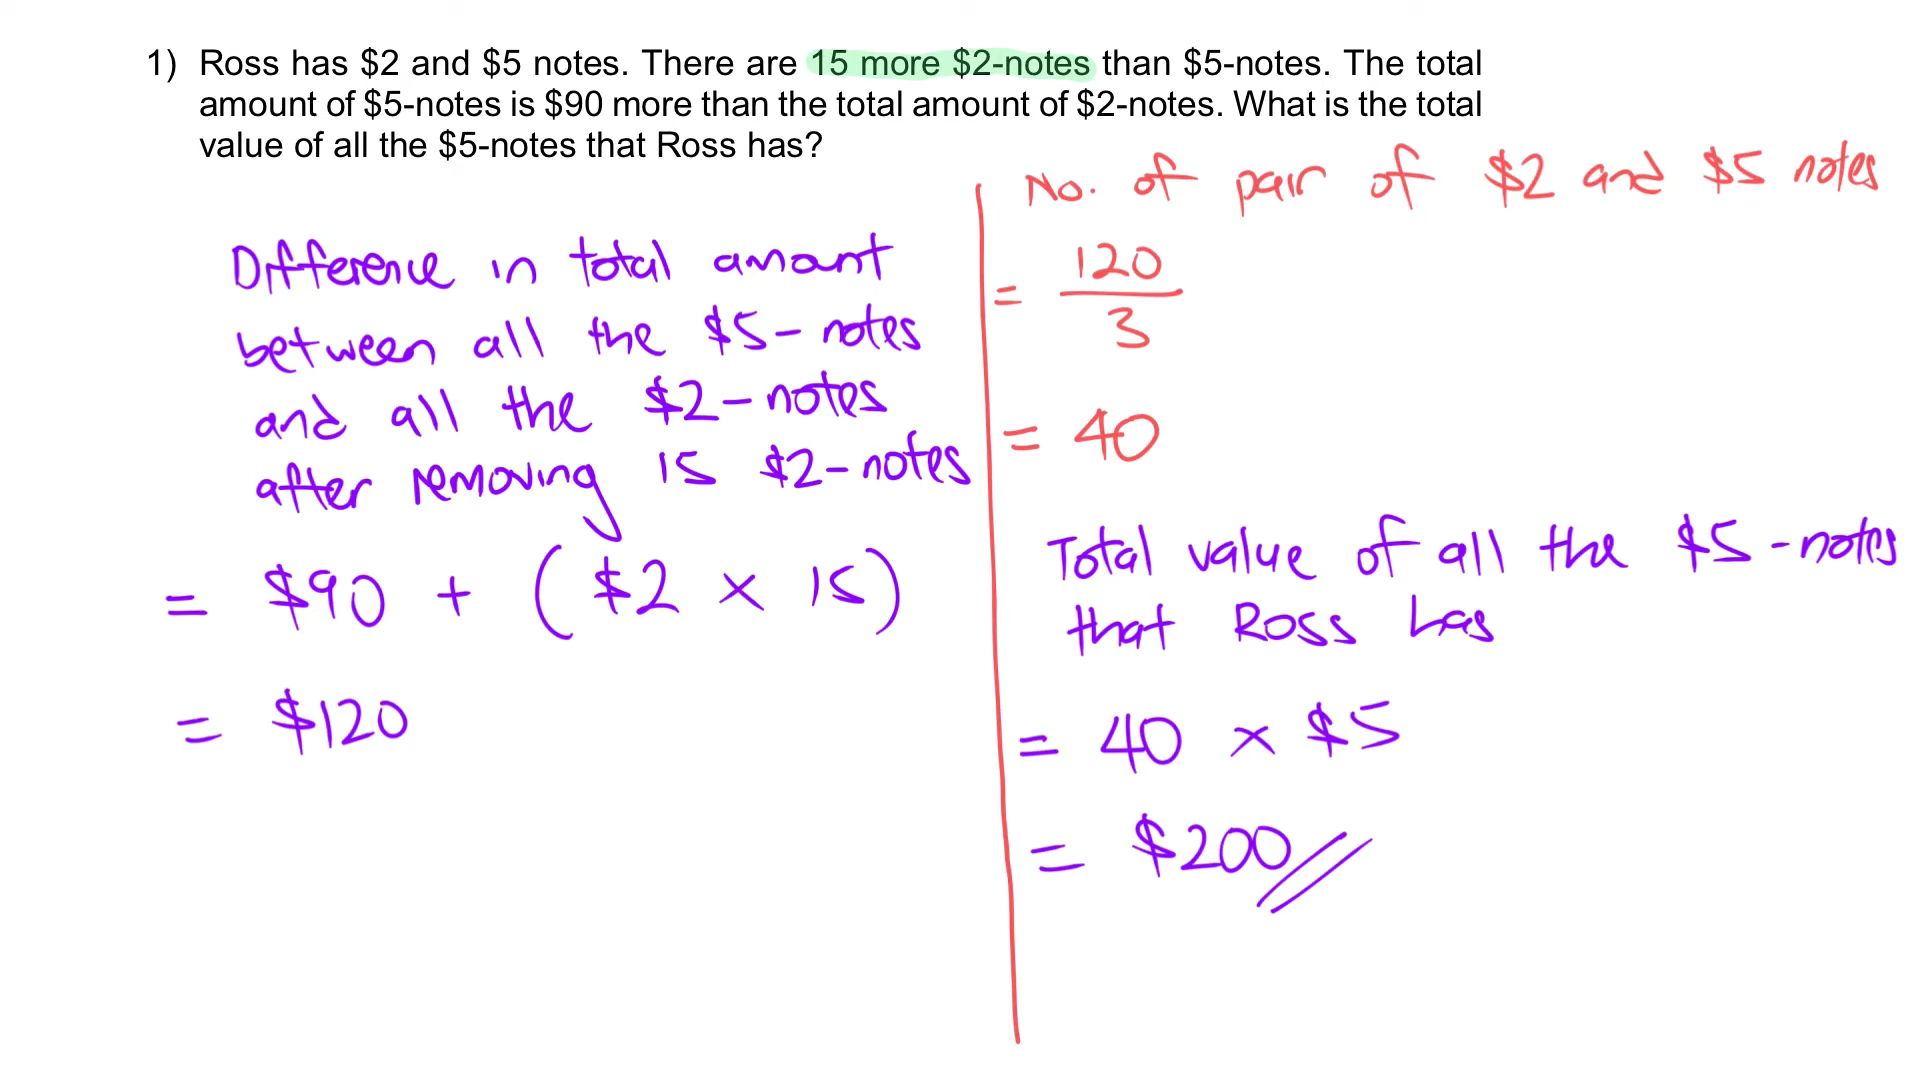 1) Ross has $2 and $5 notes. There are 15 more $2-notes than $5-notes. The total
amount of $5-notes is $90 more than the total amount of $2-notes. What is the total
value of all the $5-notes that Ross has?
Difference in total amount
between all the $5-notes
and all the $2-notes
after removing 15 $2-notes
= $90 + ($2 × 15)
= $120
No. of pair of $2 and $5 notes
= 120
3
= 40
Total value of all the $5-notes
that Ross has
= 40 × $5
= $200